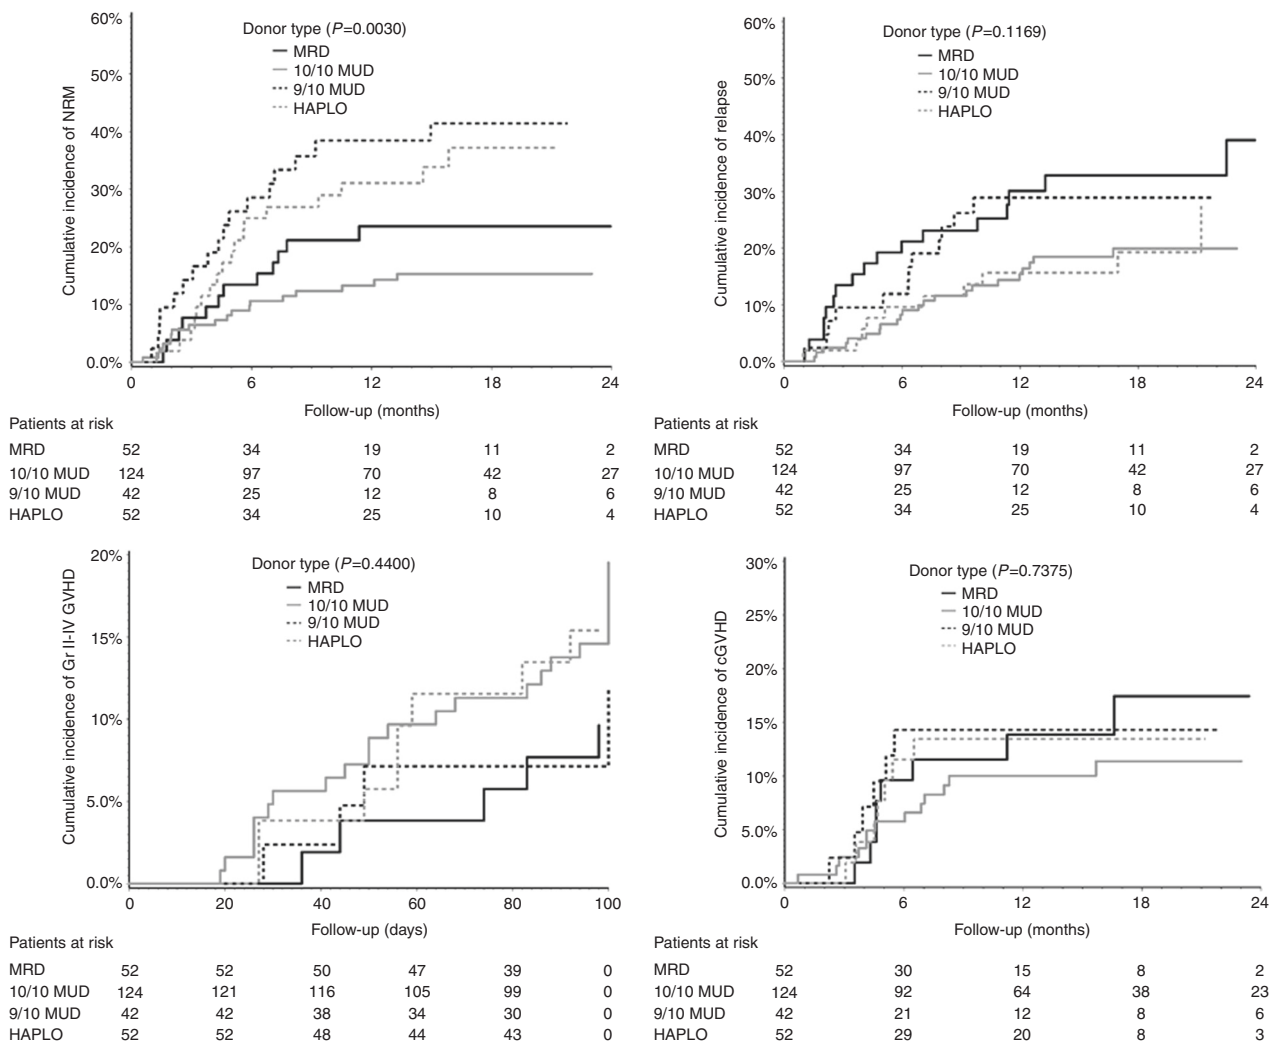 Donor type (P=0.0030)
MRD
10/10 MUD
9/10 MUD
HAPLO
Cumulative incidence of NRM
60%
50%
40%
30%
20%
10%
0.0%
0 6 12 18 24
Follow-up (months)
Patients at risk
MRD 52 34 19 11 2
10/10 MUD 124 97 70 42 27
9/10 MUD 42 25 12 8 6
HAPLO 52 34 25 10 4
Donor type (P=0.1169)
MRD
10/10 MUD
9/10 MUD
HAPLO
Cumulative incidence of relapse
60%
50%
40%
30%
20%
10%
0.0%
0 6 12 18 24
Follow-up (months)
Patients at risk
MRD 52 34 19 11 2
10/10 MUD 124 97 70 42 27
9/10 MUD 42 25 12 8 6
HAPLO 52 34 25 10 4
Donor type (P=0.4400)
MRD
10/10 MUD
9/10 MUD
HAPLO
Cumulative incidence of Gr II-IV GVHD
20%
15%
10%
5.0%
0.0%
0 20 40 60 80 100
Follow-up (days)
Patients at risk
MRD 52 52 50 47 39 0
10/10 MUD 124 121 116 105 99 0
9/10 MUD 42 42 38 34 30 0
HAPLO 52 52 48 44 43 0
Donor type (P=0.7375)
MRD
10/10 MUD
9/10 MUD
HAPLO
Cumulative incidence of cGVHD
30%
25%
20%
15%
10%
5.0%
0.0%
0 6 12 18 24
Follow-up (months)
Patients at risk
MRD 52 30 15 8 2
10/10 MUD 124 92 64 38 23
9/10 MUD 42 21 12 8 6
HAPLO 52 29 20 8 3